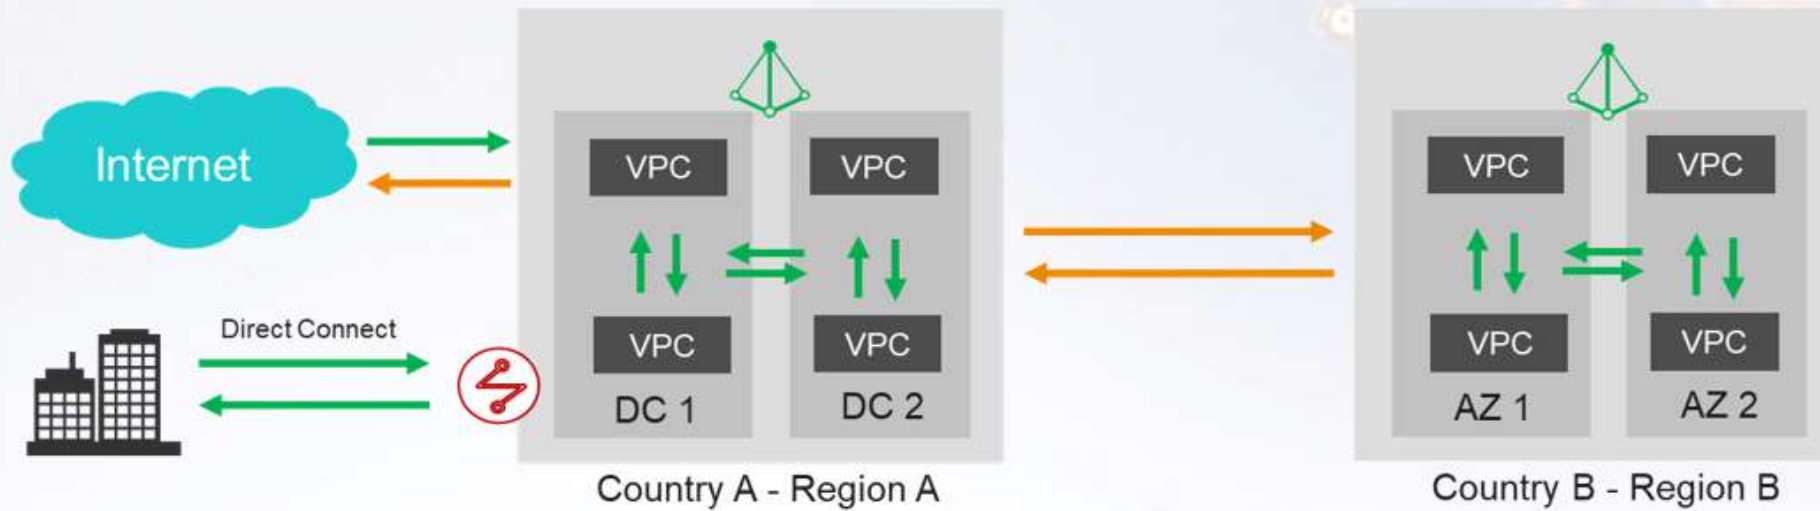 Internet
Direct Connect
VPC
VPC
VPC
VPC
DC 1
DC 2
Country A - Region A
VPC
VPC
VPC
VPC
AZ 1
AZ 2
Country B - Region B